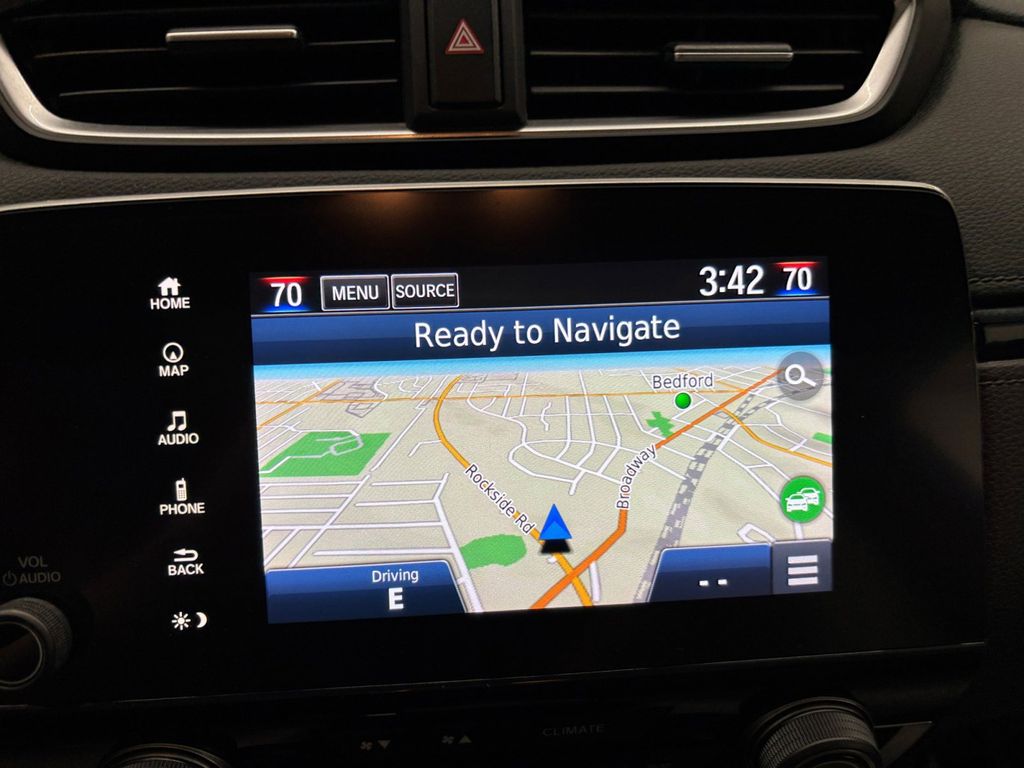 70 MENU SOURCE 3:42 70
Ready to Navigate
HOME
MAP
AUDIO
PHONE
BACK
VOL
AUDIO
Bedford
Broadway
Rockside Rd
Driving
E
--
CLIMATE